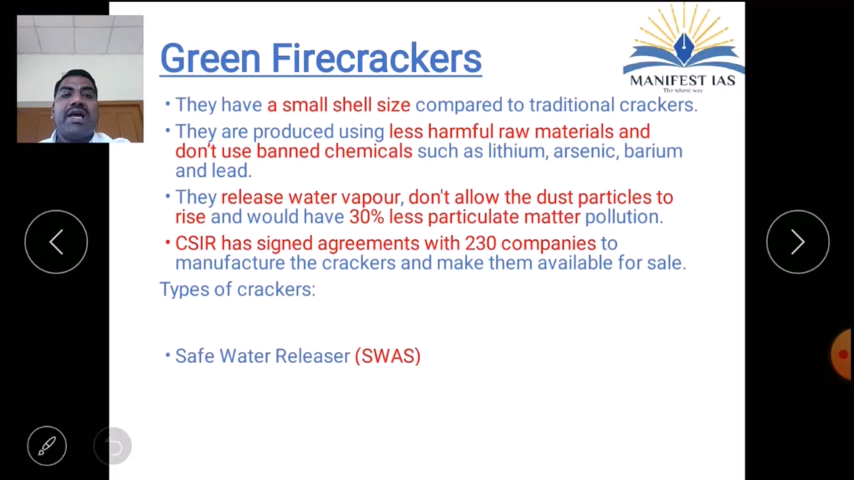 Green Firecrackers
MANIFEST IAS
The wisest way
• They have a small shell size compared to traditional crackers.
• They are produced using less harmful raw materials and
don't use banned chemicals such as lithium, arsenic, barium
and lead.
• They release water vapour, don't allow the dust particles to
rise and would have 30% less particulate matter pollution.
• CSIR has signed agreements with 230 companies to
manufacture the crackers and make them available for sale.
Types of crackers:
• Safe Water Releaser (SWAS)